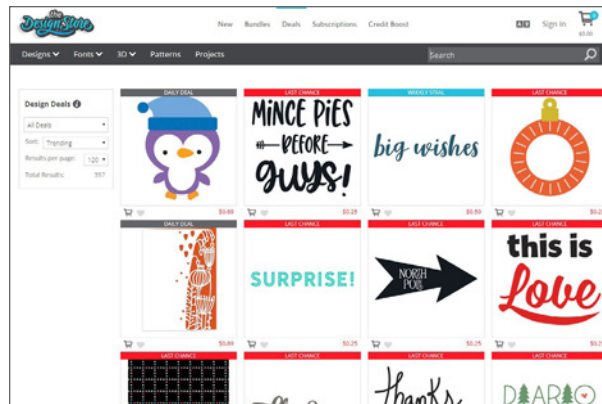 the
Design Store
New Bundles Deals Subscriptions Credit Boost
Sign In
$0.00
Designs Fonts 3D Patterns Projects
Search
Design Deals
All Deals
Sort: Trending
Results per page: 120
Total Results: 357
DAILY DEAL
LAST CHANCE
WEEKLY STEAL
LAST CHANCE
MINCE PIES
BEFORE
guys!
big wishes
$0.69
$0.25
$0.50
DAILY DEAL
LAST CHANCE
LAST CHANCE
LAST CHANCE
SURPRISE!
NORTH
POLE
this is
Love
$0.69
$0.25
$0.25
LAST CHANCE
LAST CHANCE
LAST CHANCE
LAST CHANCE
thanks